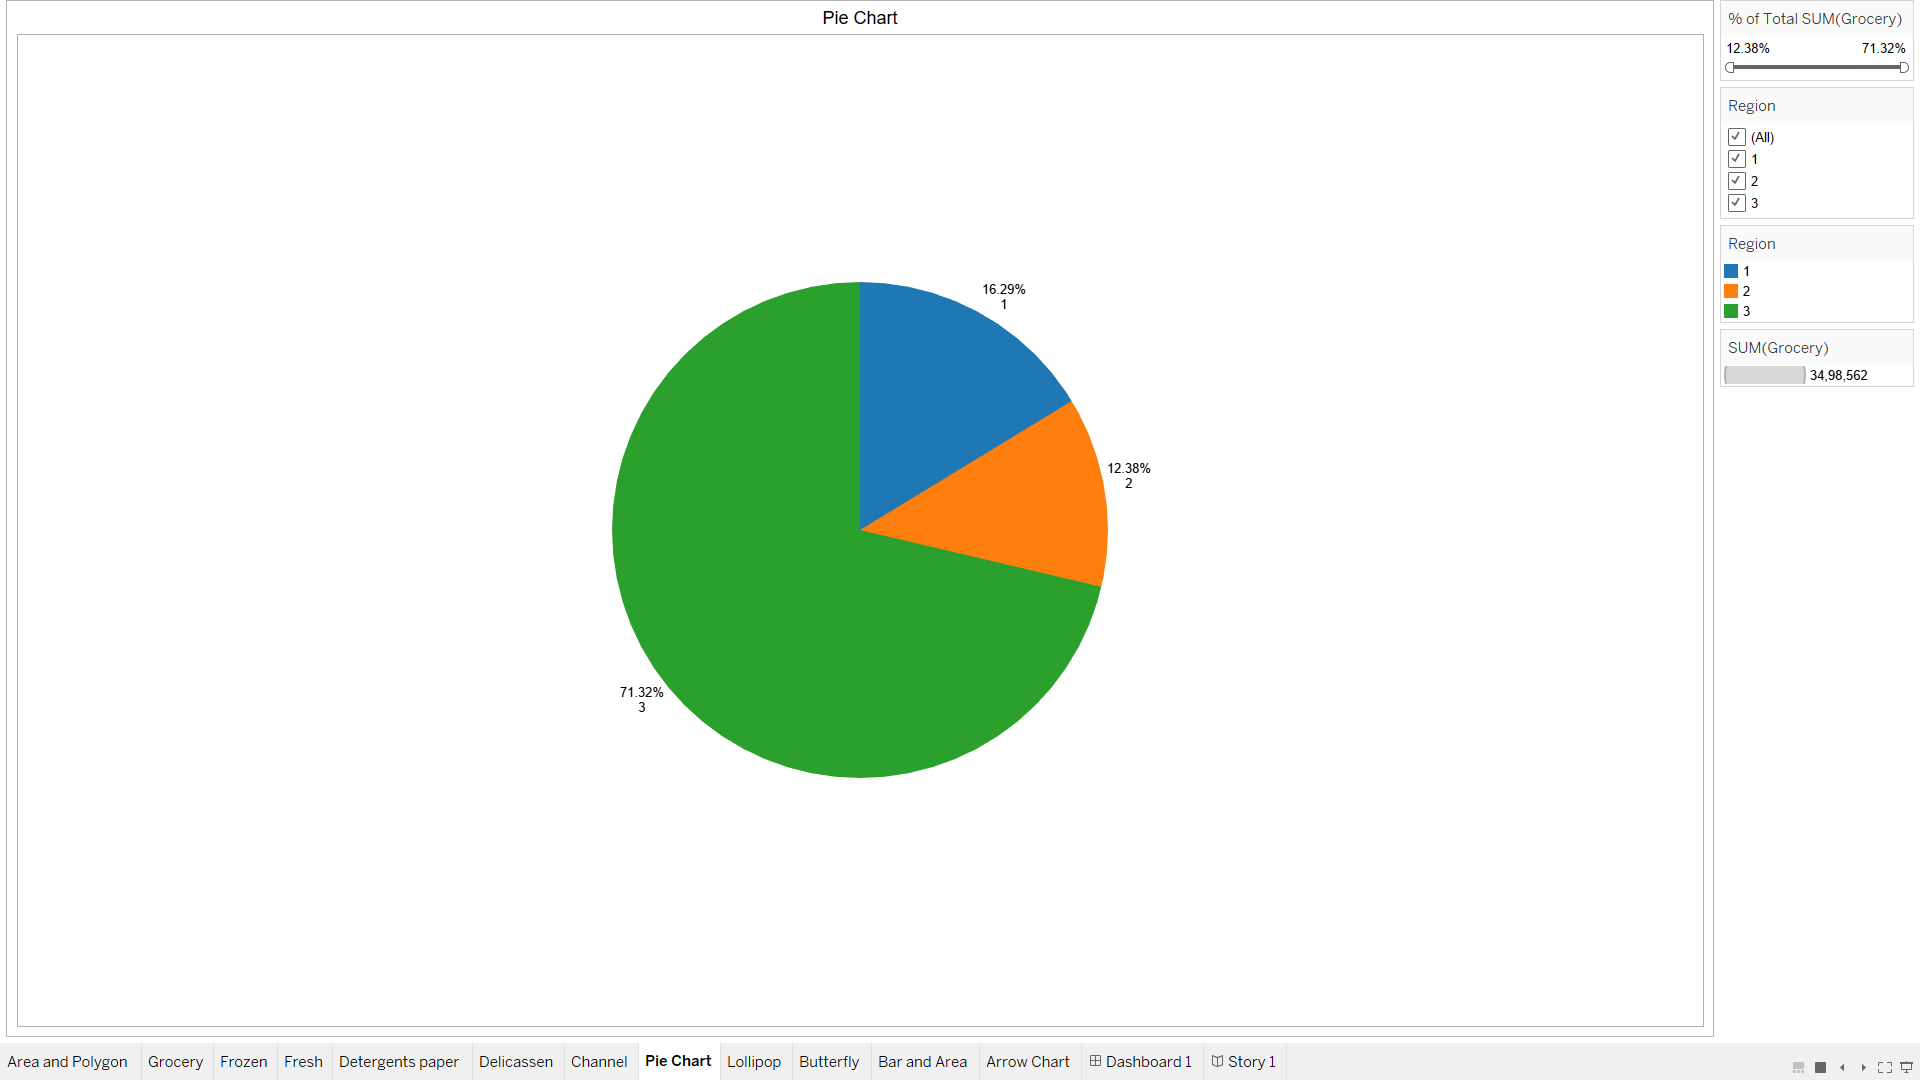 Pie Chart
16.29%
1
12.38%
2
71.32%
3
% of Total SUM(Grocery)
12.38% 71.32%
Region
(All)
1
2
3
Region
1
2
3
SUM(Grocery)
34,98,562
Area and Polygon Grocery Frozen Fresh Detergents paper Delicassen Channel Pie Chart Lollipop Butterfly Bar and Area Arrow Chart Dashboard 1 Story 1